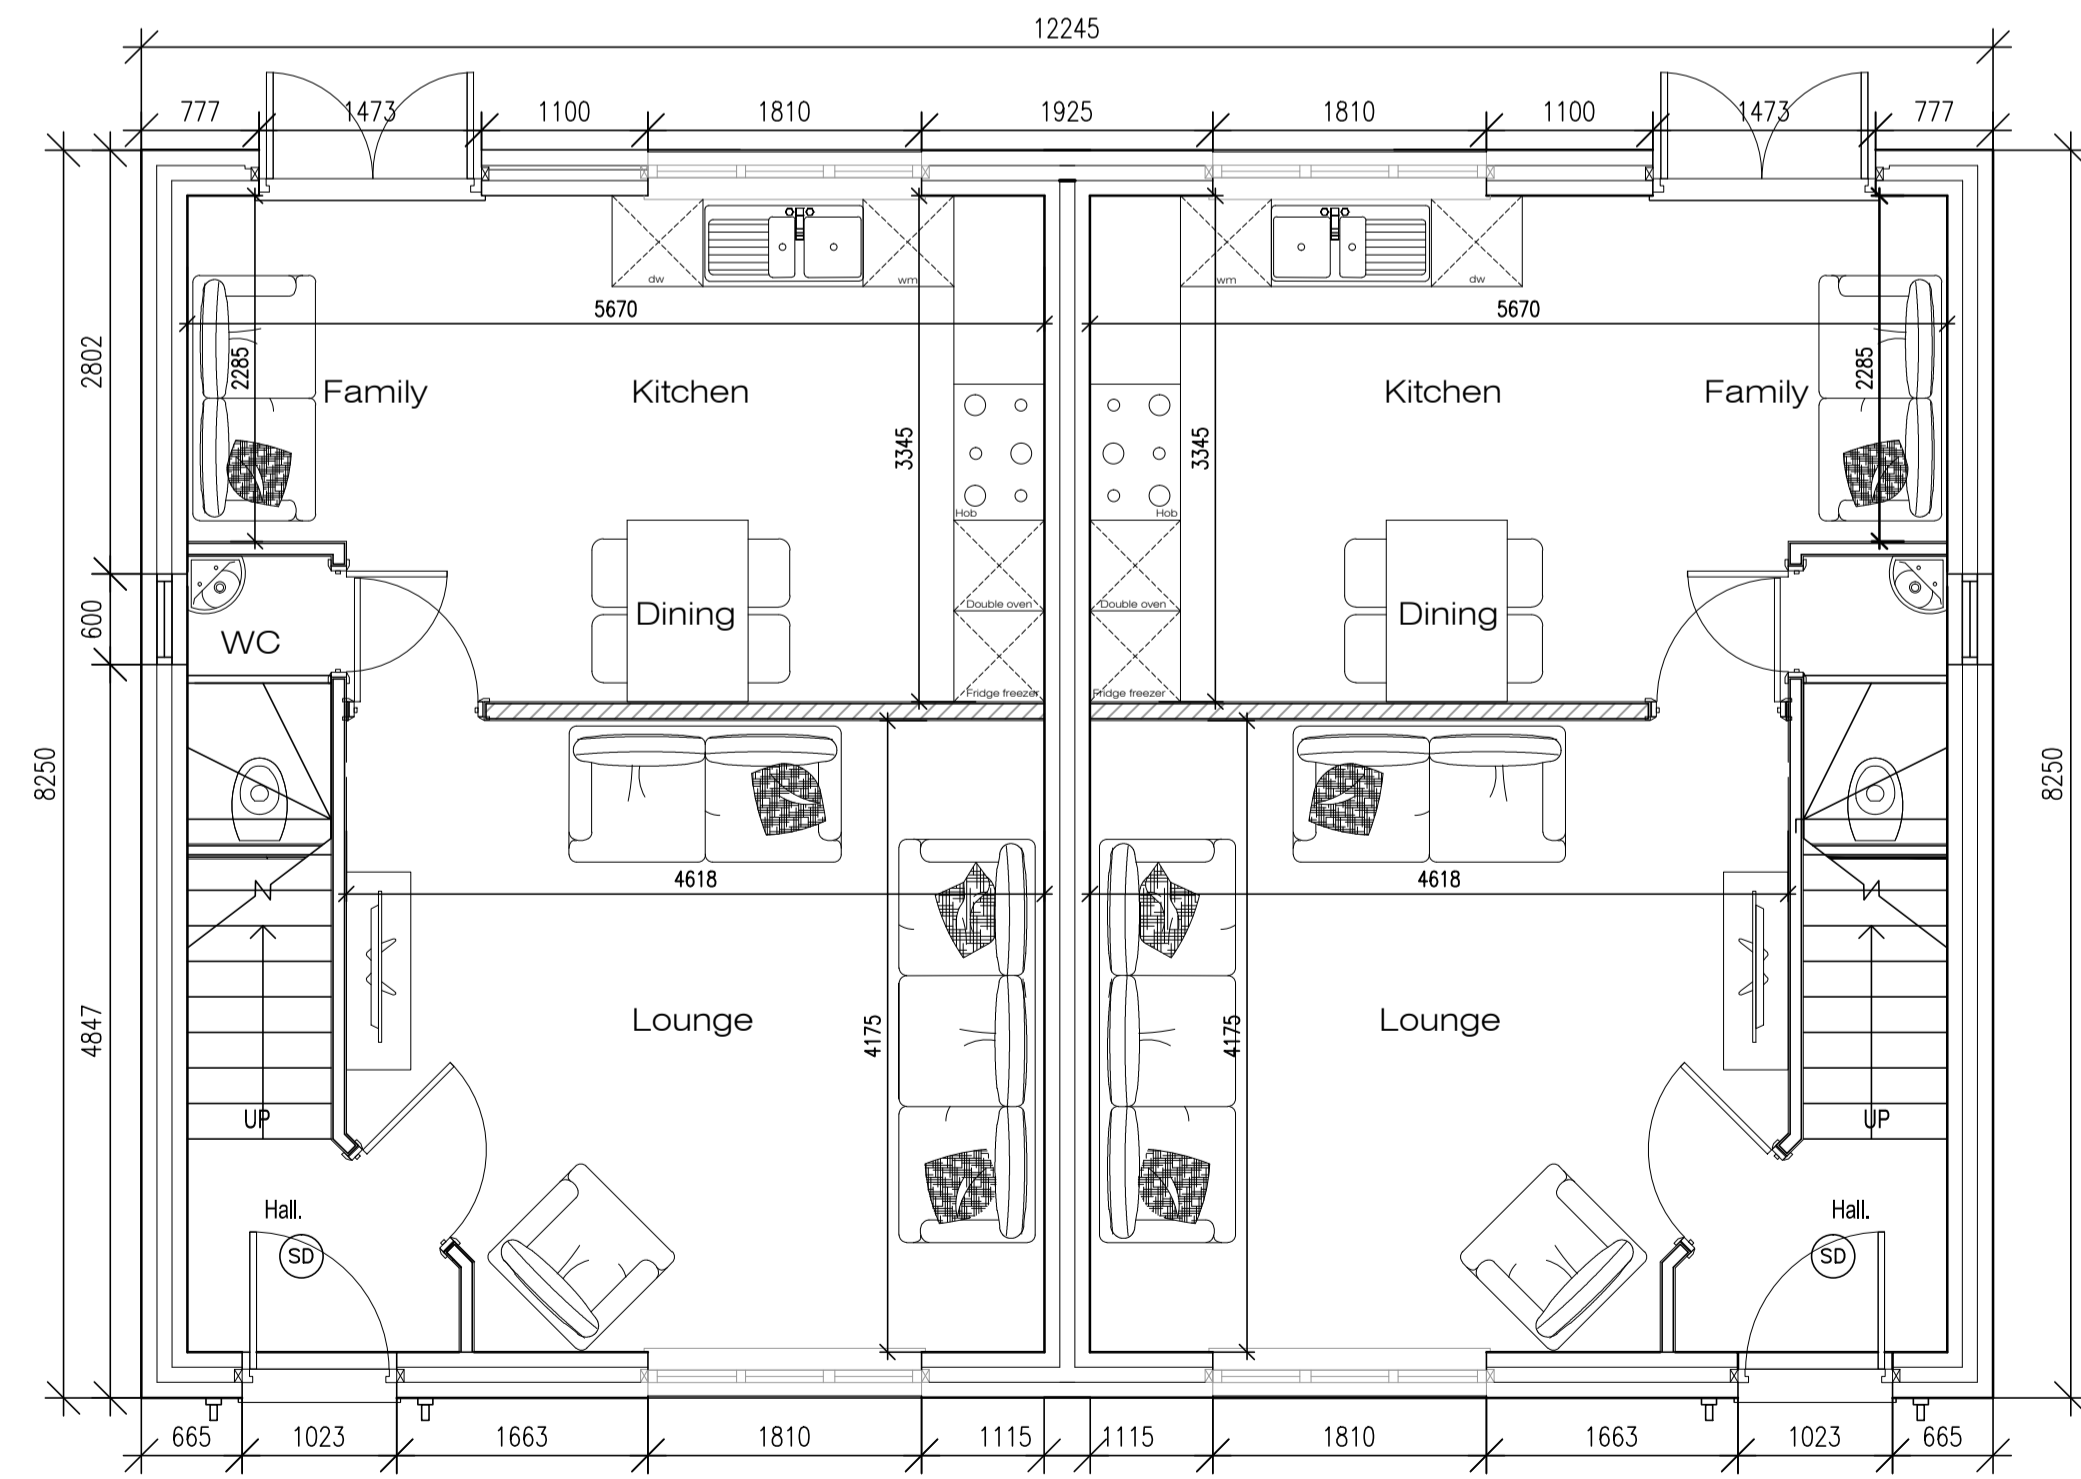 12245
777 1473 1100 1810 1925 1810 1100 1473 777
dw wm wm dw
5670 5670
2802 2285 2285
Family Kitchen Kitchen Family
3345 3345
Hob Hob
Double oven Double oven
600 Dining Dining
WC
Fridge freezer Fridge freezer
8250 8250
4618 4618
4847 Lounge 4175 4175 Lounge
UP UP
Hall. Hall.
SD SD
665 1023 1663 1810 1115 1115 1810 1663 1023 665